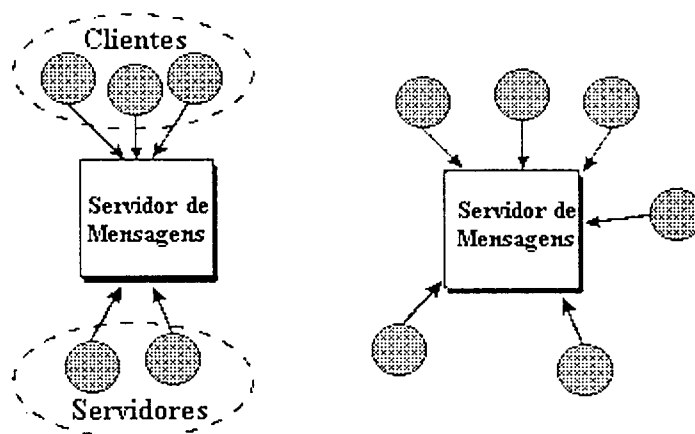 Clientes
Servidor de
Mensagens
Servidores
Servidor de
Mensagens